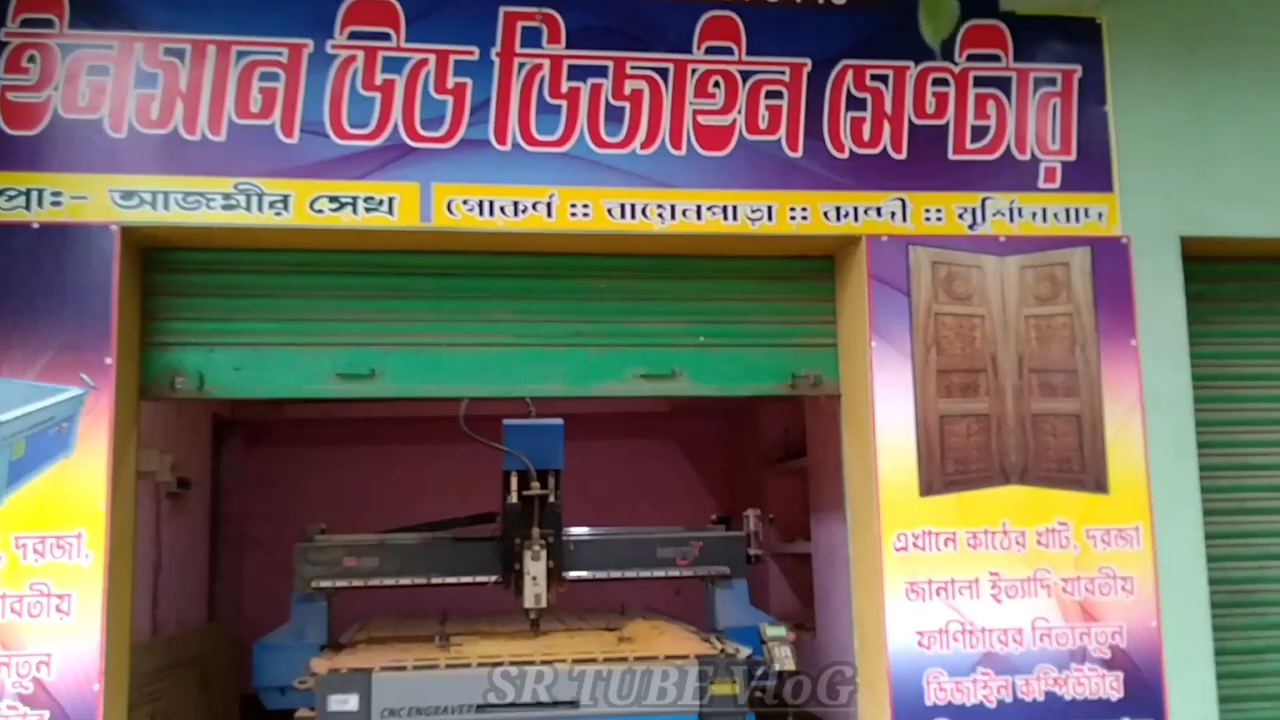 ইনসান উড ডিজাইন সেণ্টার
প্রাঃ:- আজমীর সেখ
গোকর্ণ :: বায়েনপাড়া :: কান্দী :: মুর্শিদাবাদ
দরজা,
নতুন
এখানে কাঠের খাট, দরজা
জানালা ইত্যাদি যাবতীয়
ফার্ণিচারের নিত্যনতুন
ডিজাইন কম্পিউটার
CNC ENGRAVER
SR TUBE VloG